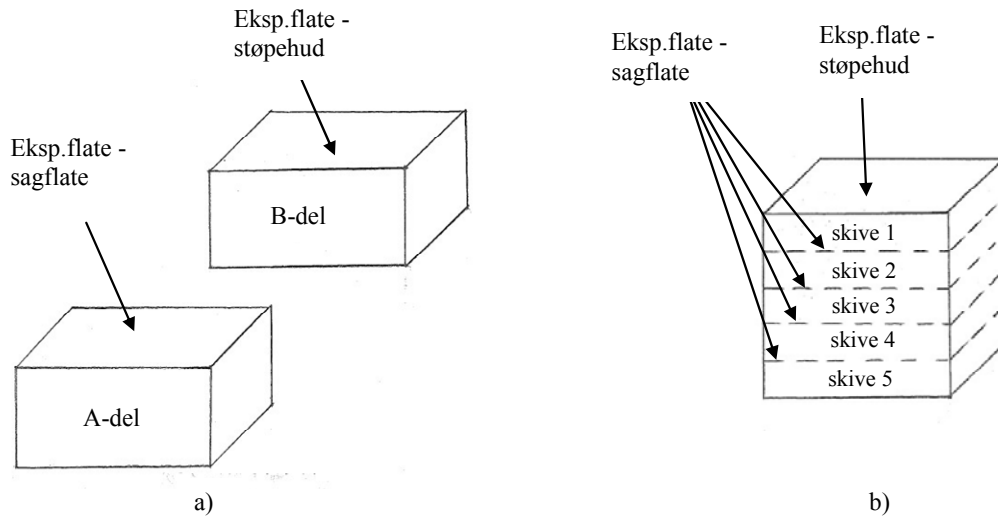 Eksp.flate -
støpehud
Eksp.flate -
sagflate
B-del
A-del
a)
Eksp.flate -
sagflate
Eksp.flate -
støpehud
skive 1
skive 2
skive 3
skive 4
skive 5
b)